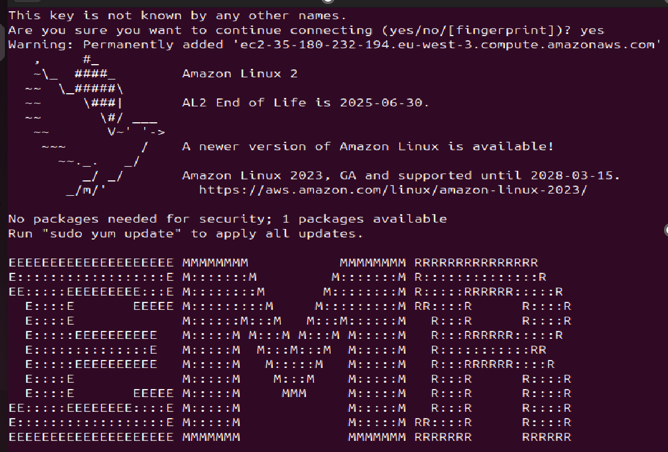 This key is not known by any other names.
Are you sure you want to continue connecting (yes/no/[fingerprint])? yes
Warning: Permanently added 'ec2-35-180-232-194.eu-west-3.compute.amazonaws.com'
   ,     #_
   ~\_  ####_        Amazon Linux 2
  ~~  \_#####\
  ~~     \###|       AL2 End of Life is 2025-06-30.
  ~~       \#/ ___
   ~~       V~' '->
    ~~~         /    A newer version of Amazon Linux is available!
      ~~._.   _/
         _/ _/       Amazon Linux 2023, GA and supported until 2028-03-15.
       _/m/'           https://aws.amazon.com/linux/amazon-linux-2023/
No packages needed for security; 1 packages available
Run "sudo yum update" to apply all updates.
EEEEEEEEEEEEEEEEEEEE MMMMMMMM           MMMMMMMM RRRRRRRRRRRRRRR
E::::::::::::::::::E M:::::::M         M:::::::M R::::::::::::::R
EE:::::EEEEEEEEE:::E M::::::::M       M::::::::M R:::::RRRRRR:::::R
  E::::E       EEEEE M:::::::::M     M:::::::::M RR::::R      R::::R
  E::::E             M::::::M:::M   M:::M::::::M   R:::R      R::::R
  E:::::EEEEEEEEEE   M:::::M M:::M M:::M M:::::M   R:::RRRRRR:::::R
  E::::::::::::::E   M:::::M  M:::M:::M  M:::::M   R:::::::::::RR
  E:::::EEEEEEEEEE   M:::::M   M:::::M   M:::::M   R:::RRRRRR::::R
  E::::E             M:::::M    M:::M    M:::::M   R:::R      R::::R
  E::::E       EEEEE M:::::M     MMM     M:::::M   R:::R      R::::R
EE:::::EEEEEEEE::::E M:::::M             M:::::M   R:::R      R::::R
E::::::::::::::::::E M:::::M             M:::::M RR::::R      R::::R
EEEEEEEEEEEEEEEEEEEE MMMMMMM             MMMMMMM RRRRRRR      RRRRRR